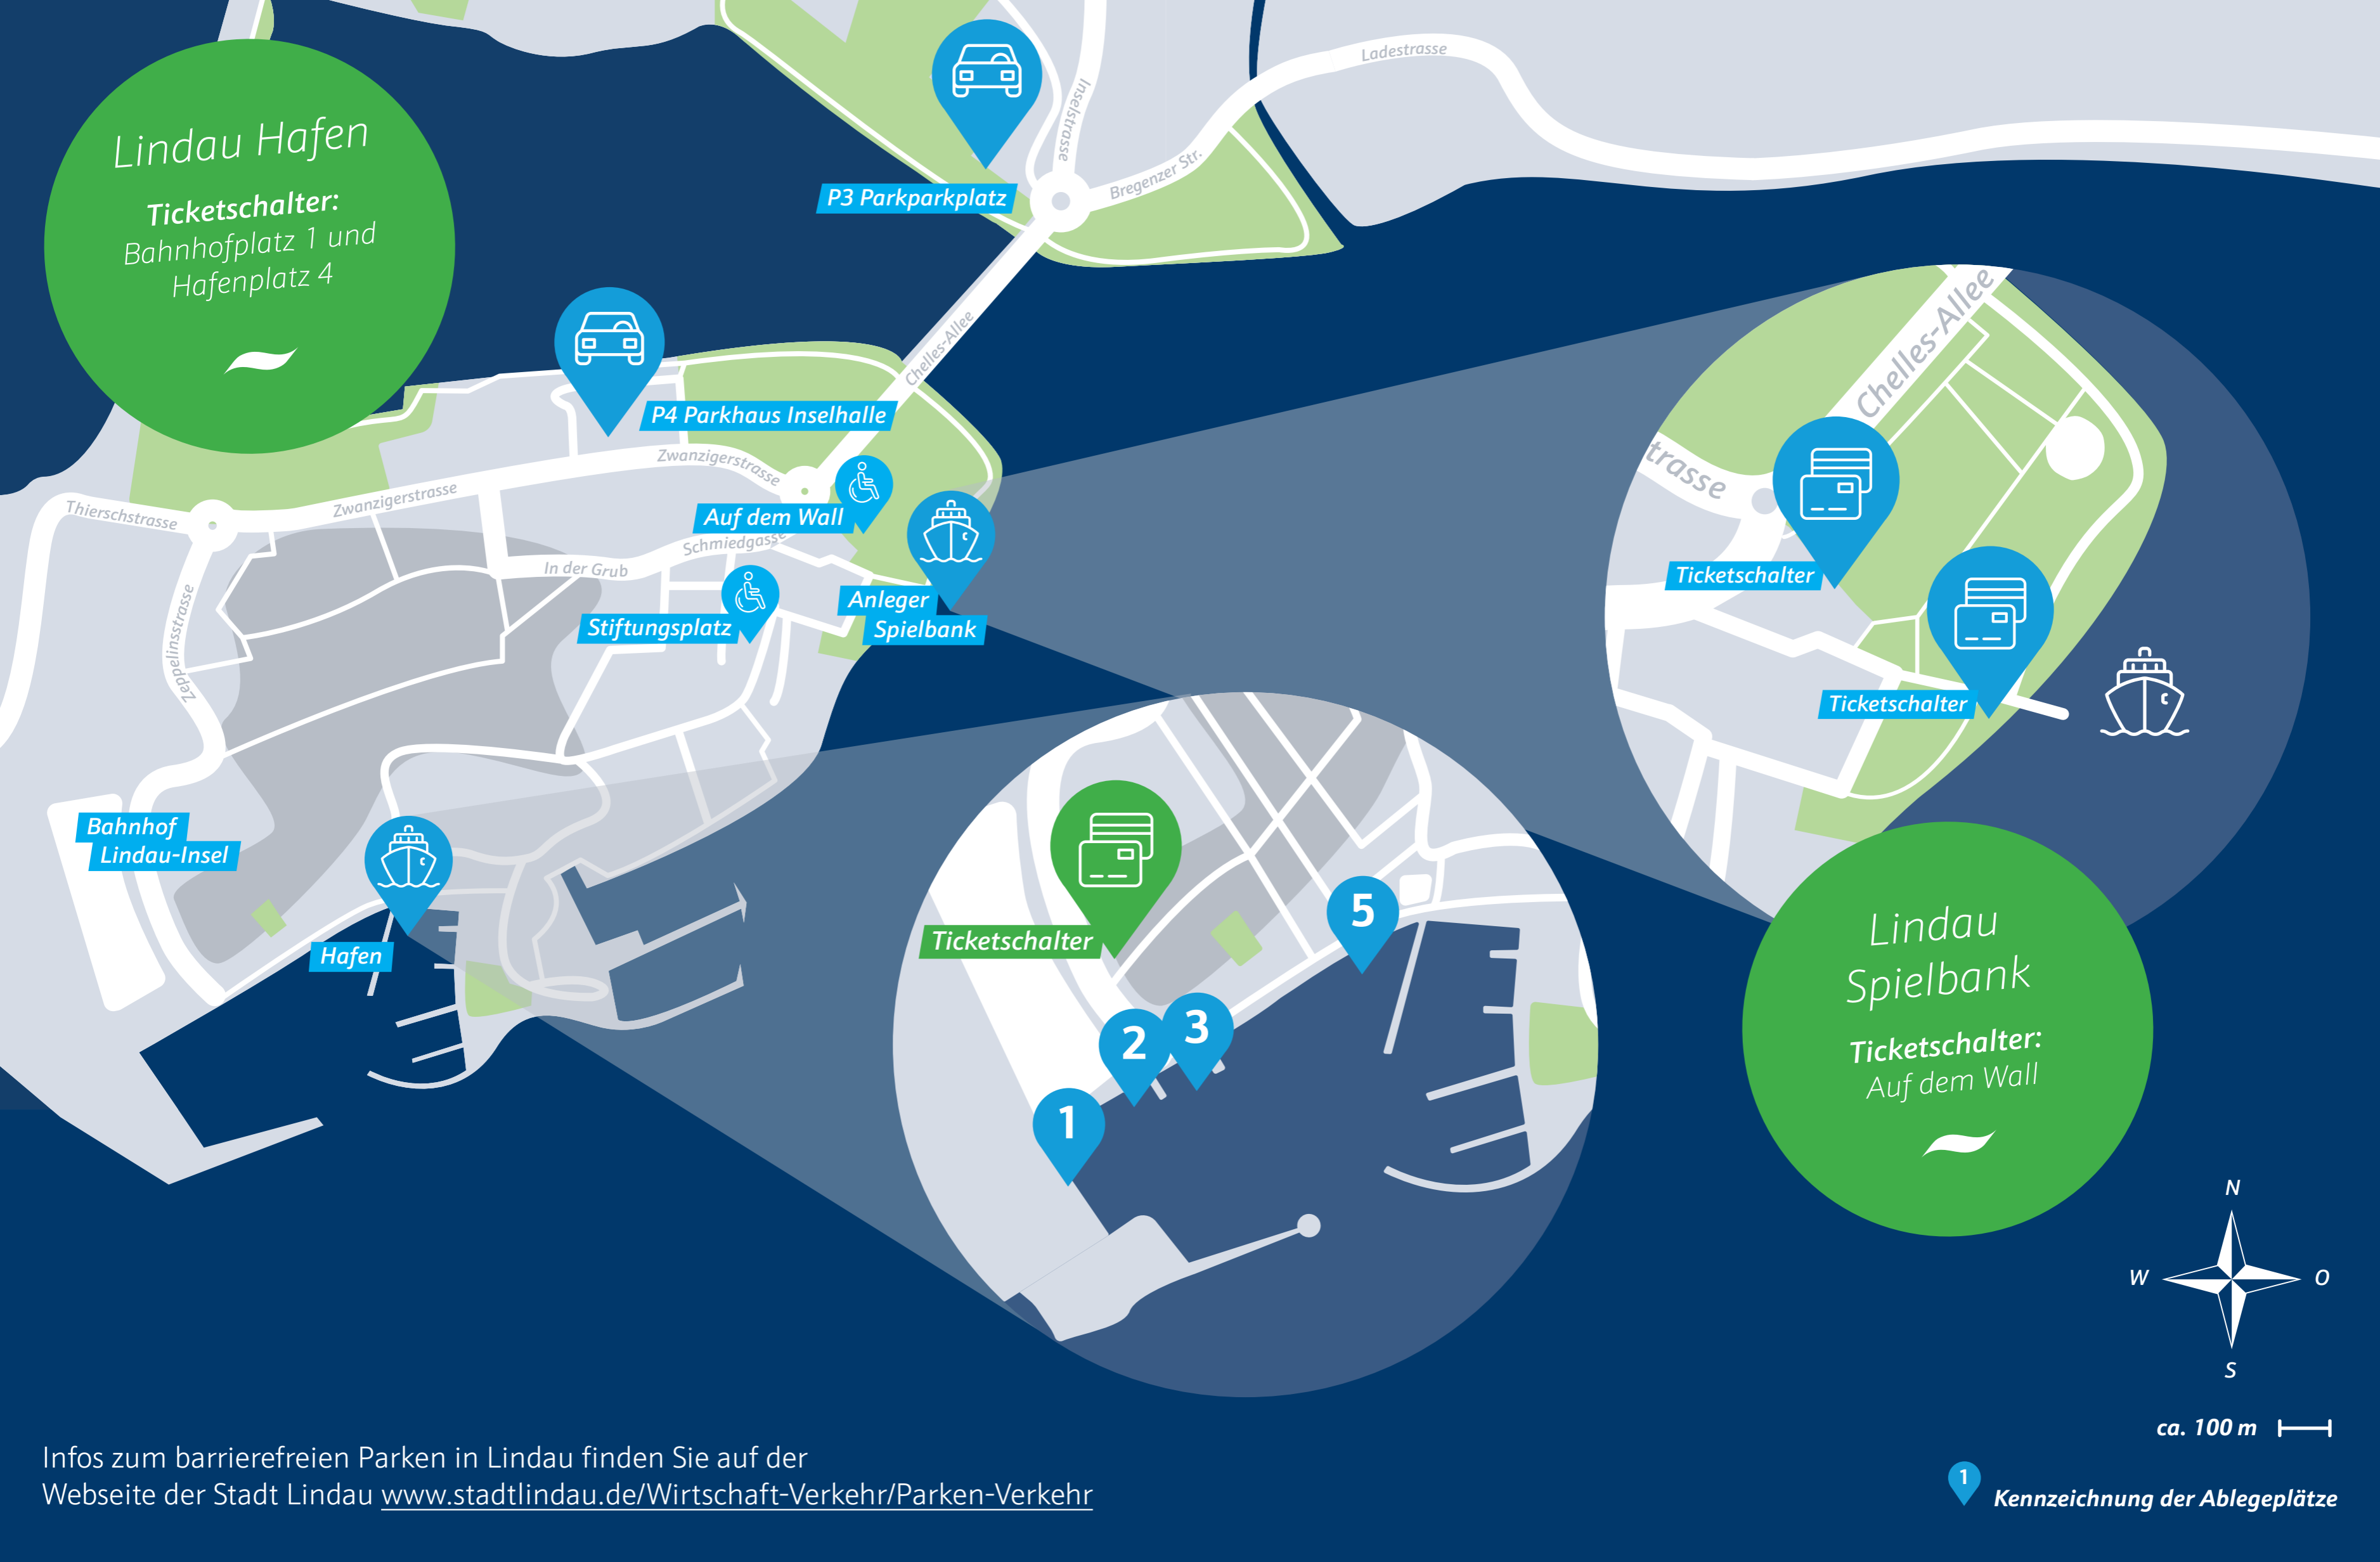 Lindau Hafen
Ticketschalter:
Bahnhofplatz 1 und
Hafenplatz 4
Inselstrasse
Ladestrasse
Bregenzer Str.
P3 Parkparkplatz
Chelles-Allee
P4 Parkhaus Inselhalle
Zwanzigerstrasse
Zwanzigerstrasse
Thierschstrasse
Auf dem Wall
Schmiedgasse
In der Grub
Zeppelinsstrasse
Stiftungsplatz
Anleger
Spielbank
Bahnhof
Lindau-Insel
Hafen
Chelles-Allee
trasse
Ticketschalter
Ticketschalter
Ticketschalter
5
3
2
1
Lindau
Spielbank
Ticketschalter:
Auf dem Wall
N
W
O
S
ca. 100 m
1
Kennzeichnung der Ablegeplätze
Infos zum barrierefreien Parken in Lindau finden Sie auf der
Webseite der Stadt Lindau www.stadtlindau.de/Wirtschaft-Verkehr/Parken-Verkehr